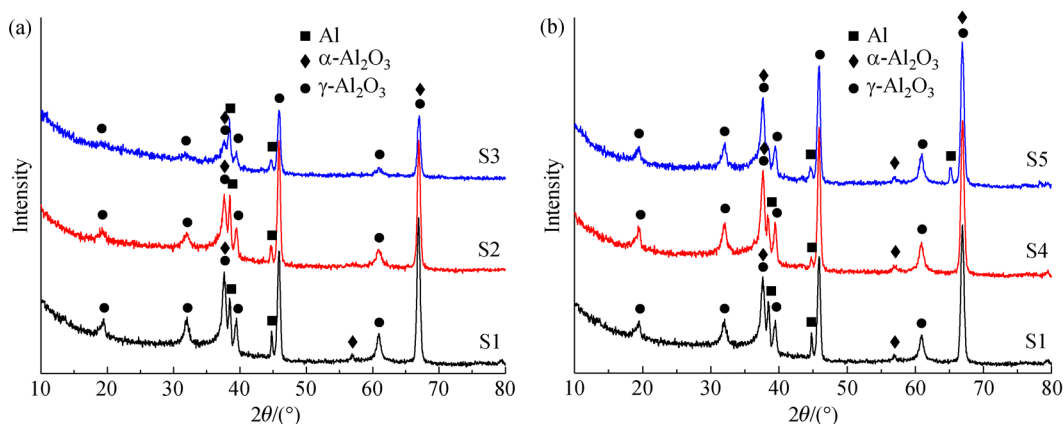 (a)
Al
α-Al₂O₃
γ-Al₂O₃
S3
S2
S1
Intensity
10 20 30 40 50 60 70 80
2θ/(°)
(b)
Al
α-Al₂O₃
γ-Al₂O₃
S5
S4
S1
Intensity
10 20 30 40 50 60 70 80
2θ/(°)